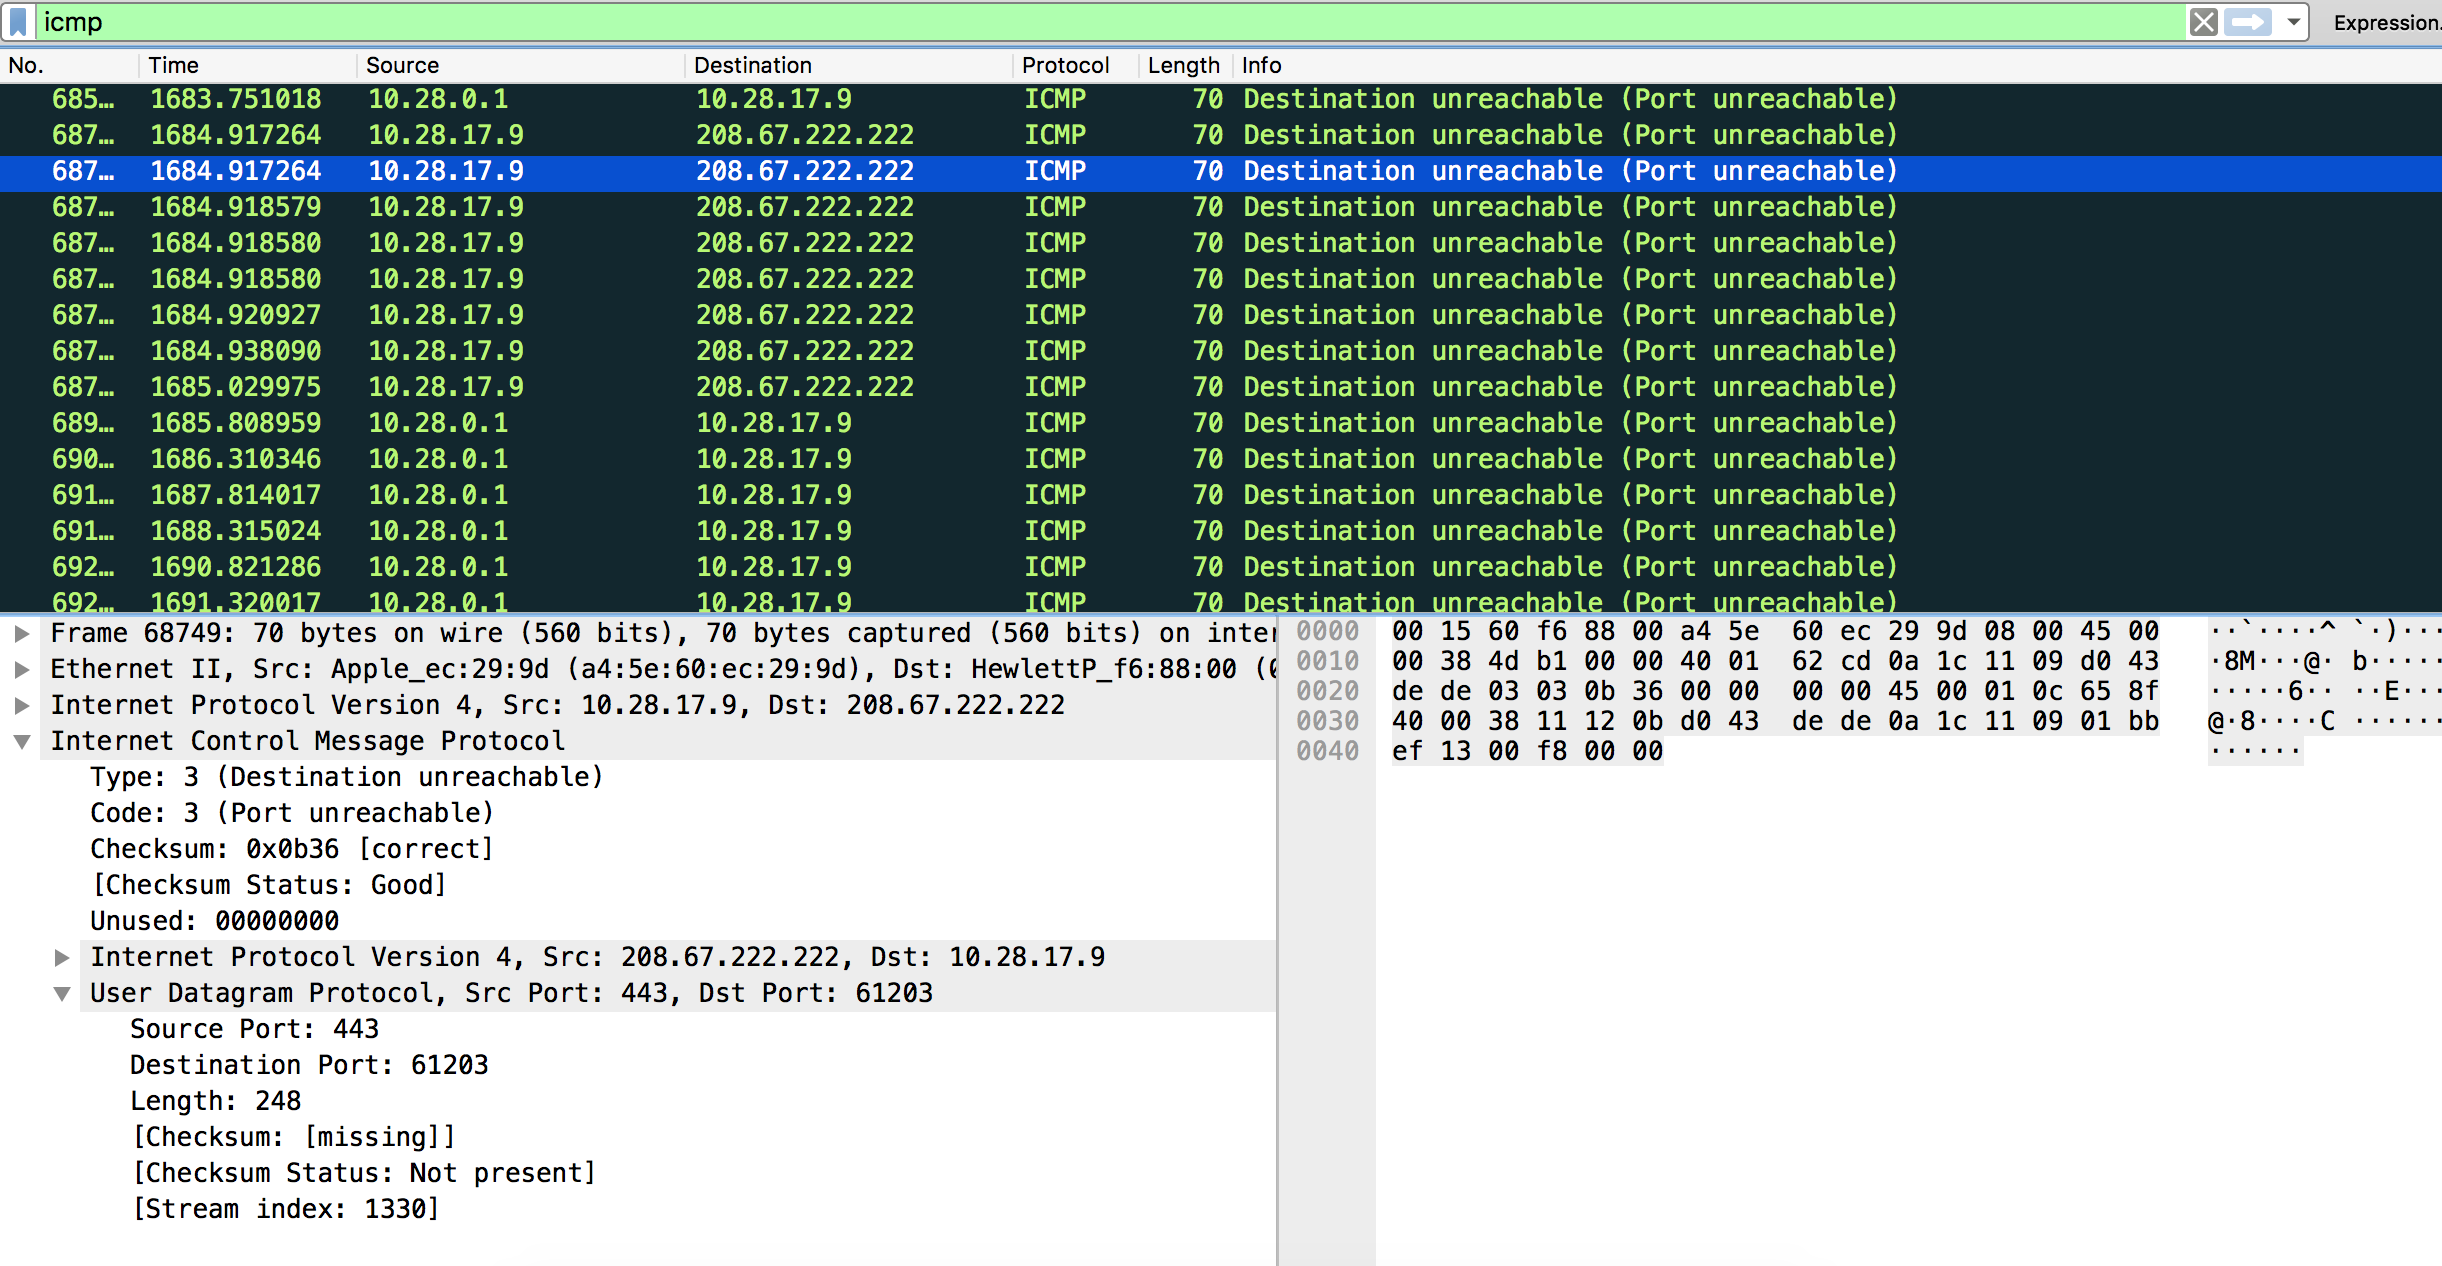 icmp Expression.
No. Time Source Destination Protocol Length Info
685… 1683.751018 10.28.0.1 10.28.17.9 ICMP 70 Destination unreachable (Port unreachable)
687… 1684.917264 10.28.17.9 208.67.222.222 ICMP 70 Destination unreachable (Port unreachable)
687… 1684.917264 10.28.17.9 208.67.222.222 ICMP 70 Destination unreachable (Port unreachable)
687… 1684.918579 10.28.17.9 208.67.222.222 ICMP 70 Destination unreachable (Port unreachable)
687… 1684.918580 10.28.17.9 208.67.222.222 ICMP 70 Destination unreachable (Port unreachable)
687… 1684.918580 10.28.17.9 208.67.222.222 ICMP 70 Destination unreachable (Port unreachable)
687… 1684.920927 10.28.17.9 208.67.222.222 ICMP 70 Destination unreachable (Port unreachable)
687… 1684.938090 10.28.17.9 208.67.222.222 ICMP 70 Destination unreachable (Port unreachable)
687… 1685.029975 10.28.17.9 208.67.222.222 ICMP 70 Destination unreachable (Port unreachable)
689… 1685.808959 10.28.0.1 10.28.17.9 ICMP 70 Destination unreachable (Port unreachable)
690… 1686.310346 10.28.0.1 10.28.17.9 ICMP 70 Destination unreachable (Port unreachable)
691… 1687.814017 10.28.0.1 10.28.17.9 ICMP 70 Destination unreachable (Port unreachable)
691… 1688.315024 10.28.0.1 10.28.17.9 ICMP 70 Destination unreachable (Port unreachable)
692… 1690.821286 10.28.0.1 10.28.17.9 ICMP 70 Destination unreachable (Port unreachable)
692… 1691.320017 10.28.0.1 10.28.17.9 ICMP 70 Destination unreachable (Port unreachable)
Frame 68749: 70 bytes on wire (560 bits), 70 bytes captured (560 bits) on inter
Ethernet II, Src: Apple_ec:29:9d (a4:5e:60:ec:29:9d), Dst: HewlettP_f6:88:00 (0
Internet Protocol Version 4, Src: 10.28.17.9, Dst: 208.67.222.222
Internet Control Message Protocol
Type: 3 (Destination unreachable)
Code: 3 (Port unreachable)
Checksum: 0x0b36 [correct]
[Checksum Status: Good]
Unused: 00000000
Internet Protocol Version 4, Src: 208.67.222.222, Dst: 10.28.17.9
User Datagram Protocol, Src Port: 443, Dst Port: 61203
Source Port: 443
Destination Port: 61203
Length: 248
[Checksum: [missing]]
[Checksum Status: Not present]
[Stream index: 1330]
0000 00 15 60 f6 88 00 a4 5e 60 ec 29 9d 08 00 45 00 ··`····^ `·)···
0010 00 38 4d b1 00 00 40 01 62 cd 0a 1c 11 09 d0 43 ·8M···@· b·····
0020 de de 03 03 0b 36 00 00 00 00 45 00 01 0c 65 8f ·····6·· ··E···
0030 40 00 38 11 12 0b d0 43 de de 0a 1c 11 09 01 bb @·8····C ······
0040 ef 13 00 f8 00 00 ······